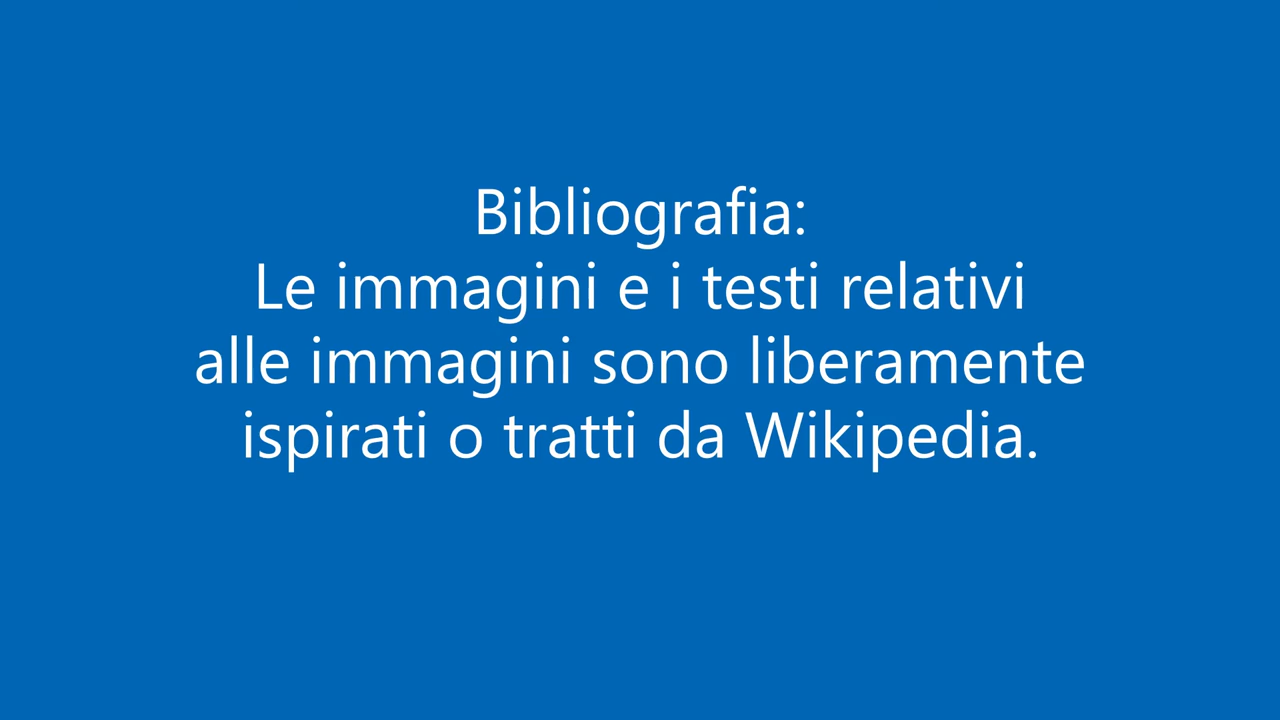 Bibliografia:
Le immagini e i testi relativi
alle immagini sono liberamente
ispirati o tratti da Wikipedia.